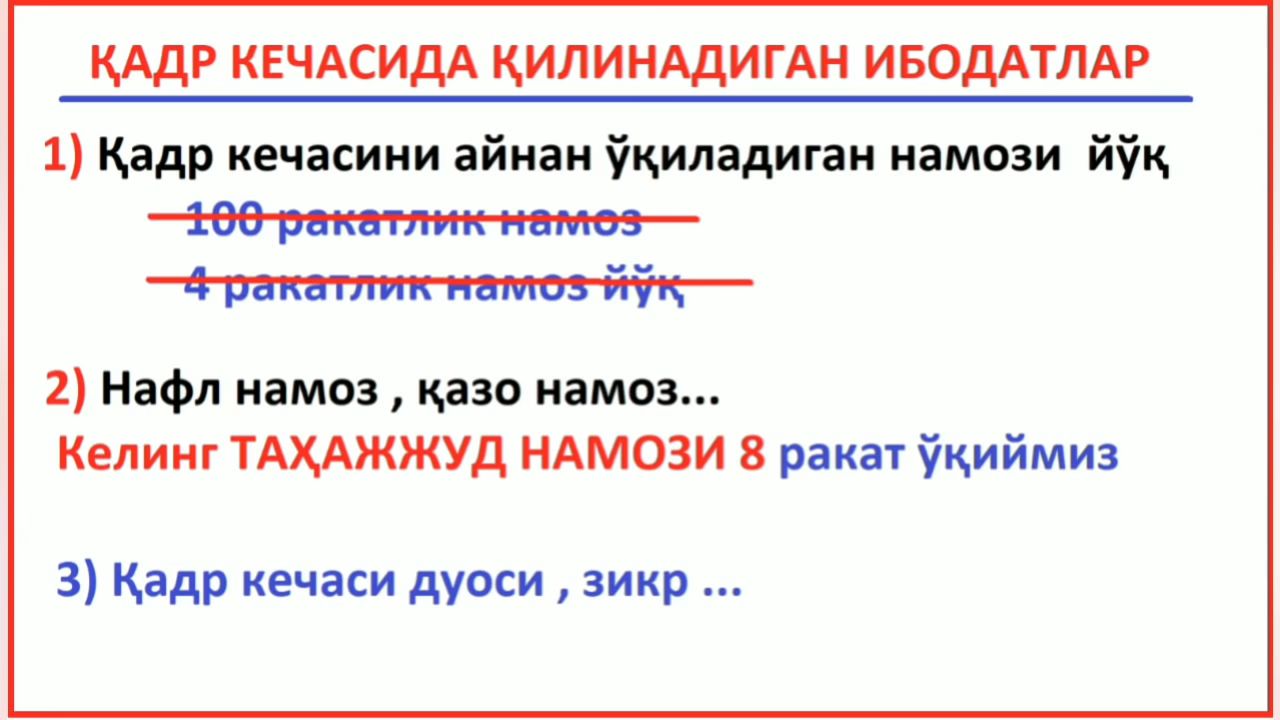 ҚАДР КЕЧАСИДА ҚИЛИНАДИГАН ИБОДАТЛАР
1) Қадр кечасини айнан ўқиладиган намози йўқ
100 ракатлик намоз
4 ракатлик намоз йўқ
2) Нафл намоз , қазо намоз...
Келинг ТАҲАЖЖУД НАМОЗИ 8 ракат ўқиймиз
3) Қадр кечаси дуоси , зикр ...